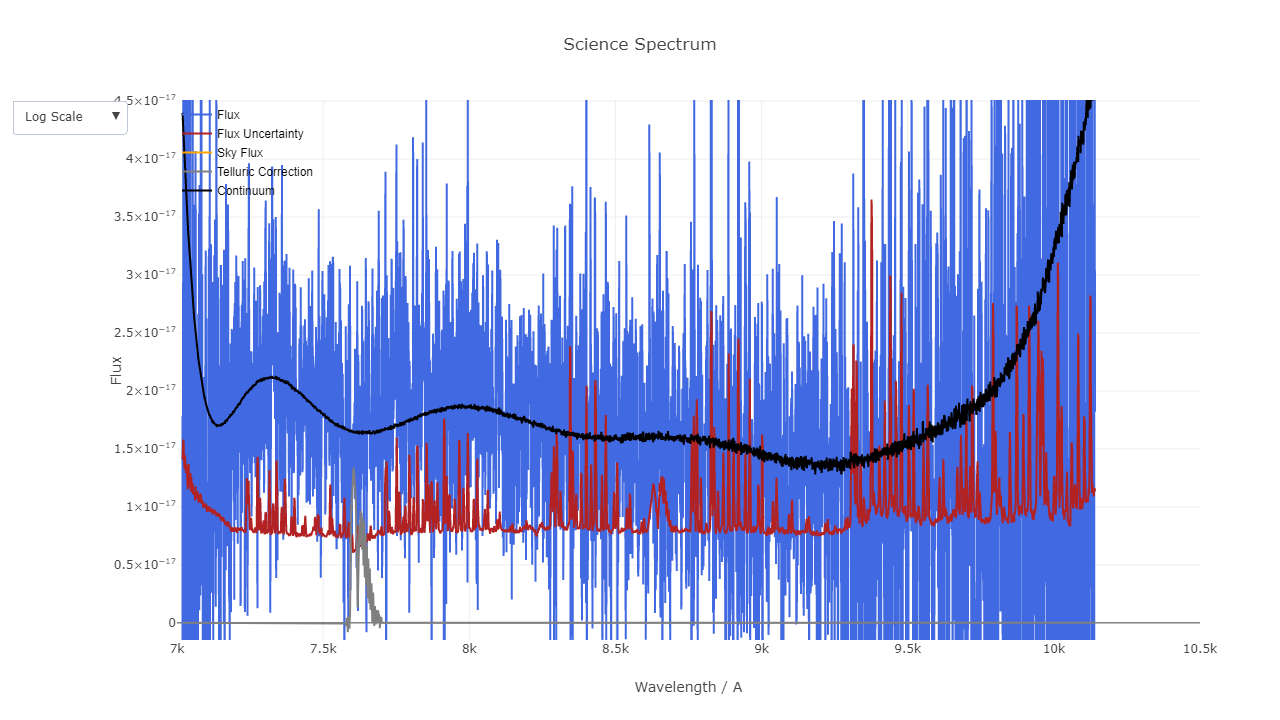 Science Spectrum
Log Scale ▼
Flux
Flux Uncertainty
Sky Flux
Telluric Correction
Continuum
4.5×10⁻¹⁷
4×10⁻¹⁷
3.5×10⁻¹⁷
3×10⁻¹⁷
2.5×10⁻¹⁷
2×10⁻¹⁷
1.5×10⁻¹⁷
1×10⁻¹⁷
0.5×10⁻¹⁷
0
Flux
7k 7.5k 8k 8.5k 9k 9.5k 10k 10.5k
Wavelength / A